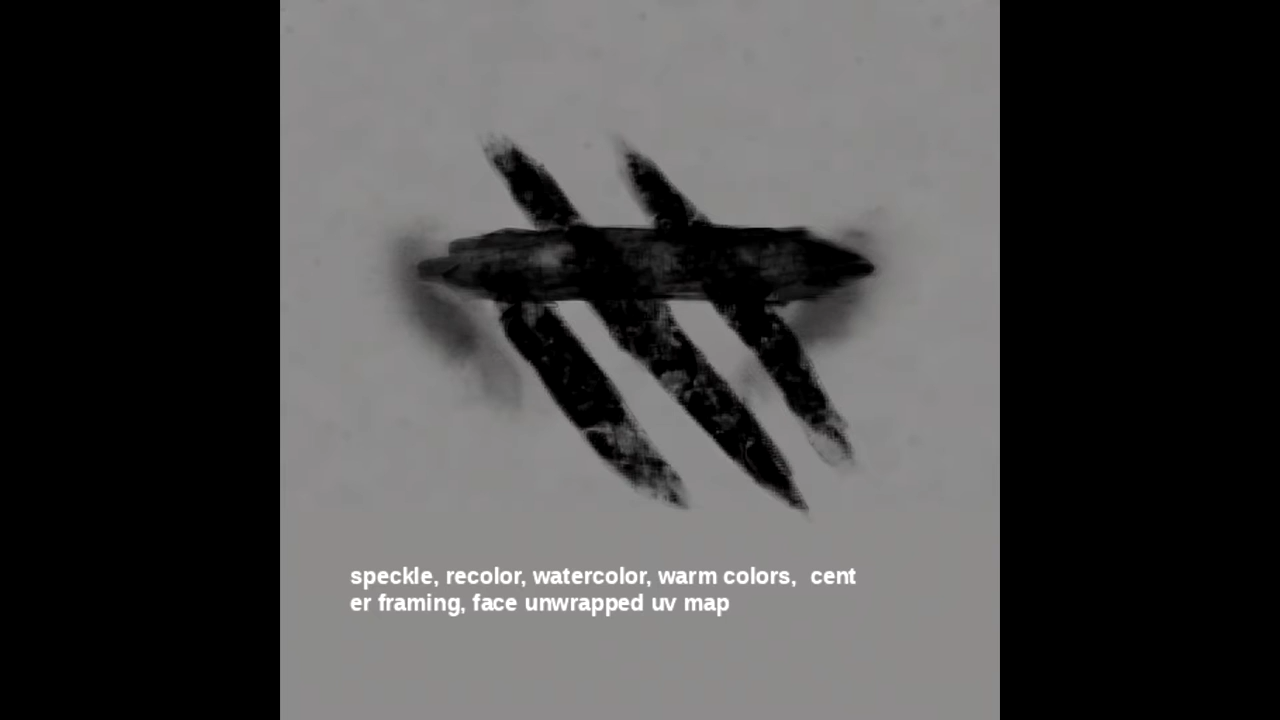 speckle, recolor, watercolor, warm colors,  cent
er framing, face unwrapped uv map